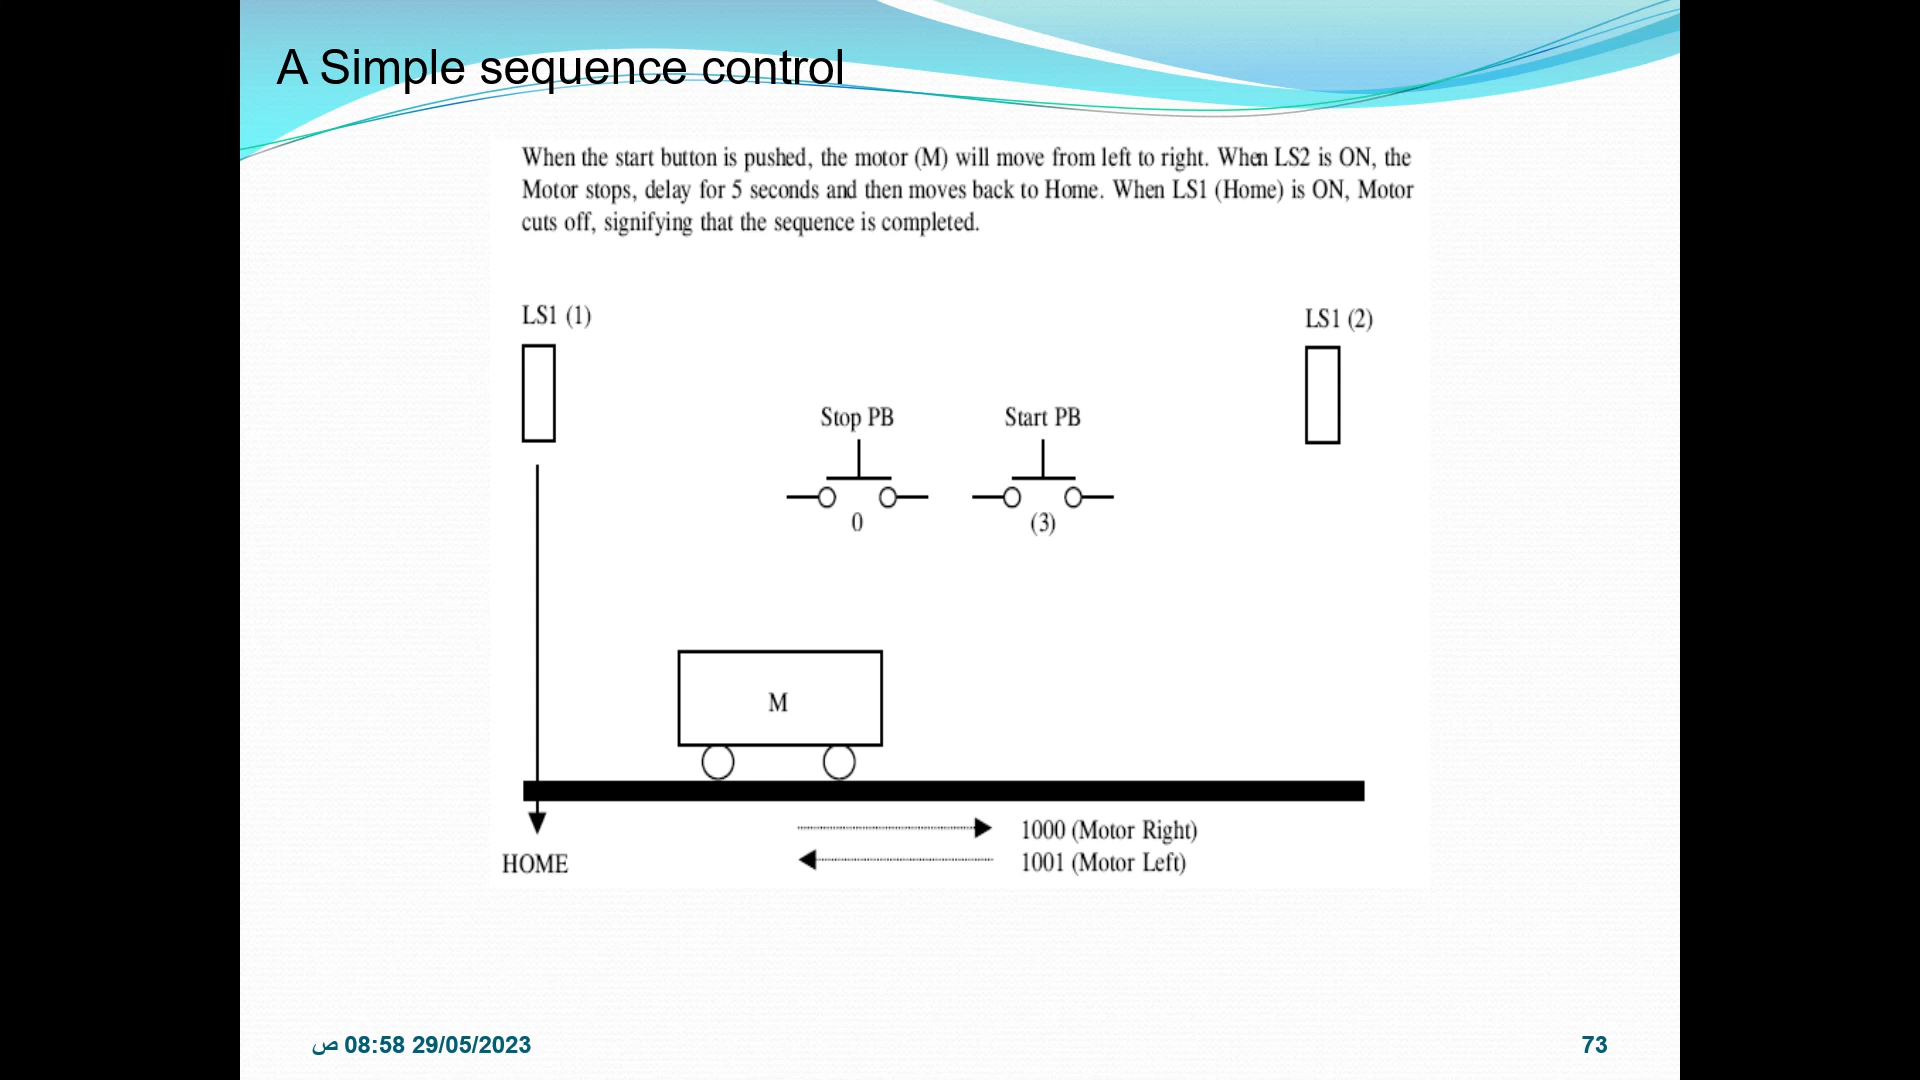 A Simple sequence control
When the start button is pushed, the motor (M) will move from left to right. When LS2 is ON, the
Motor stops, delay for 5 seconds and then moves back to Home. When LS1 (Home) is ON, Motor
cuts off, signifying that the sequence is completed.
LS1 (1)
LS1 (2)
Stop PB
Start PB
0
(3)
M
1000 (Motor Right)
1001 (Motor Left)
HOME
29/05/2023 08:58 ص
73